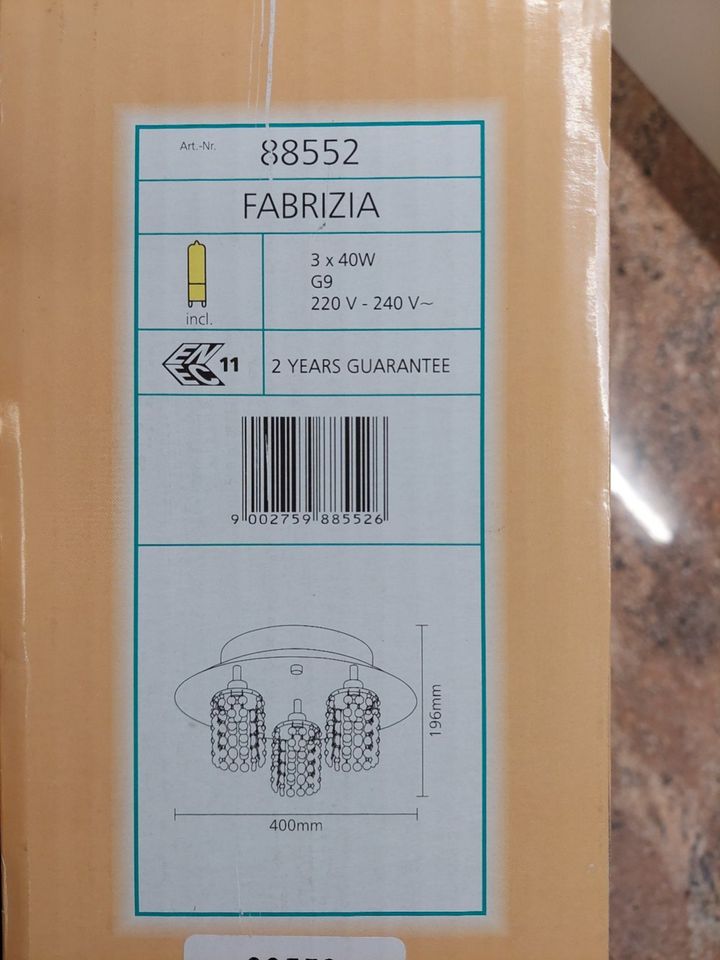 Art.-Nr. 88552
FABRIZIA
3 x 40W
G9
220 V - 240 V~
incl.
ENEC 11
2 YEARS GUARANTEE
9 002759 885526
196mm
400mm